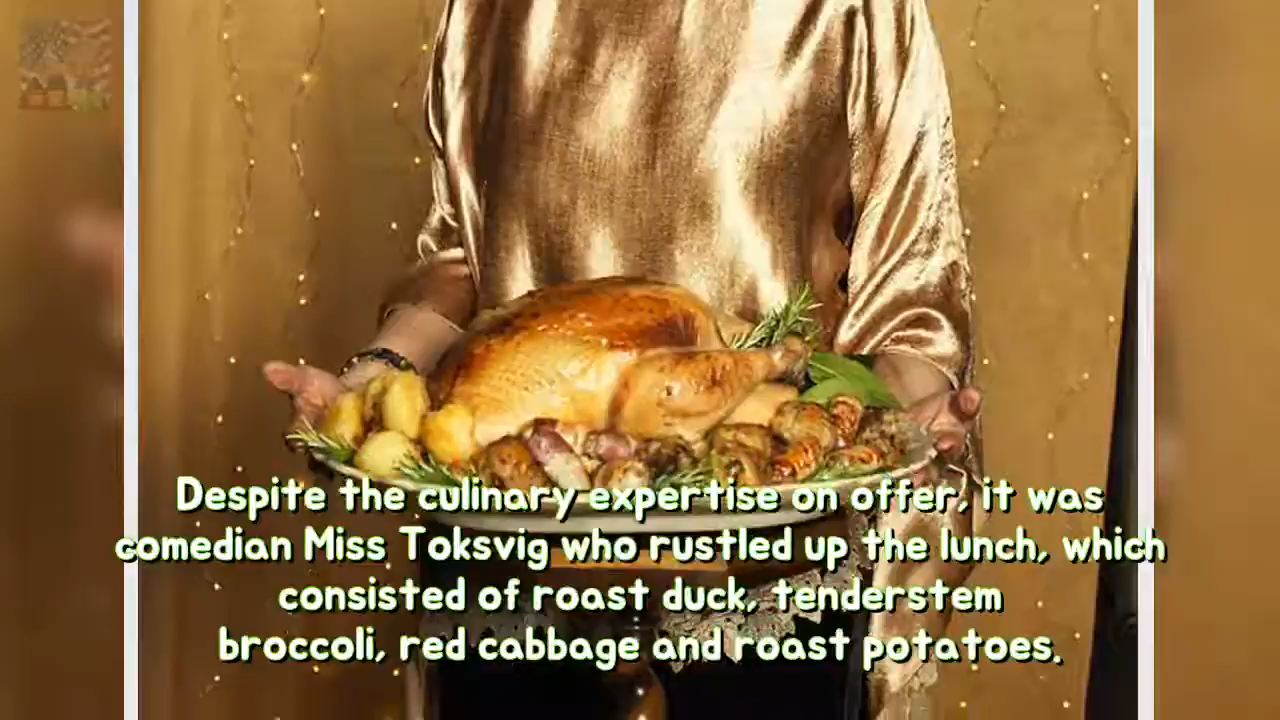 Despite the culinary expertise on offer, it was
comedian Miss Toksvig who rustled up the lunch, which
consisted of roast duck, tenderstem
broccoli, red cabbage and roast potatoes.